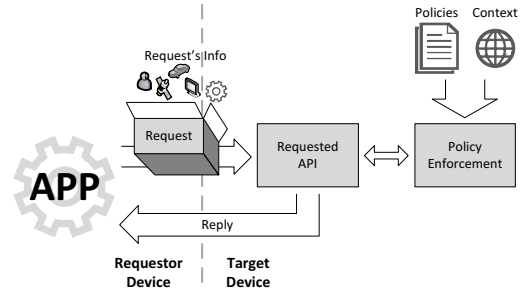 Policies
Context
Request's Info
Request
Requested
API
Policy
Enforcement
APP
Reply
Requestor
Device
Target
Device